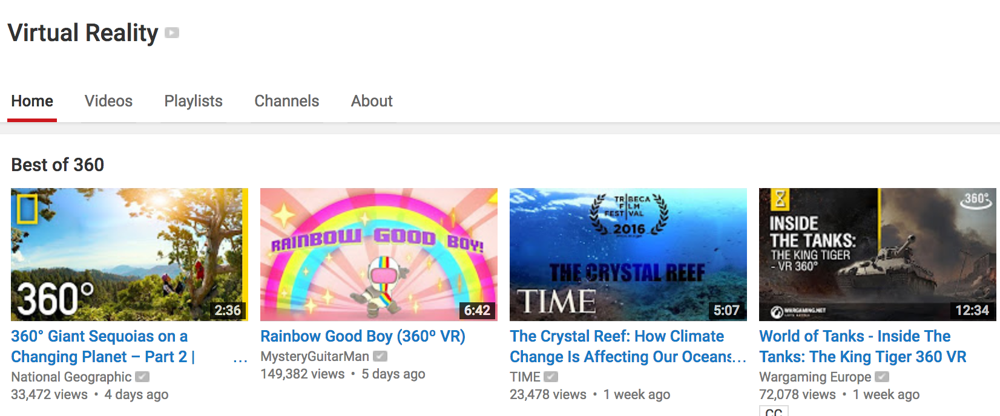 Virtual Reality
Home Videos Playlists Channels About
Best of 360
360°
2:36
RAINBOW GOOD BOY!
6:42
TRIBECA
FILM
FESTIVAL
2016
THE CRYSTAL REEF
TIME
5:07
360°
INSIDE
THE TANKS:
THE KING TIGER
- VR 360°
WARGAMING.NET
12:34
360° Giant Sequoias on a
Changing Planet – Part 2 | ...
National Geographic
33,472 views • 4 days ago
Rainbow Good Boy (360º VR)
MysteryGuitarMan
149,382 views • 5 days ago
The Crystal Reef: How Climate
Change Is Affecting Our Oceans...
TIME
23,478 views • 1 week ago
World of Tanks - Inside The
Tanks: The King Tiger 360 VR
Wargaming Europe
72,078 views • 1 week ago
CC